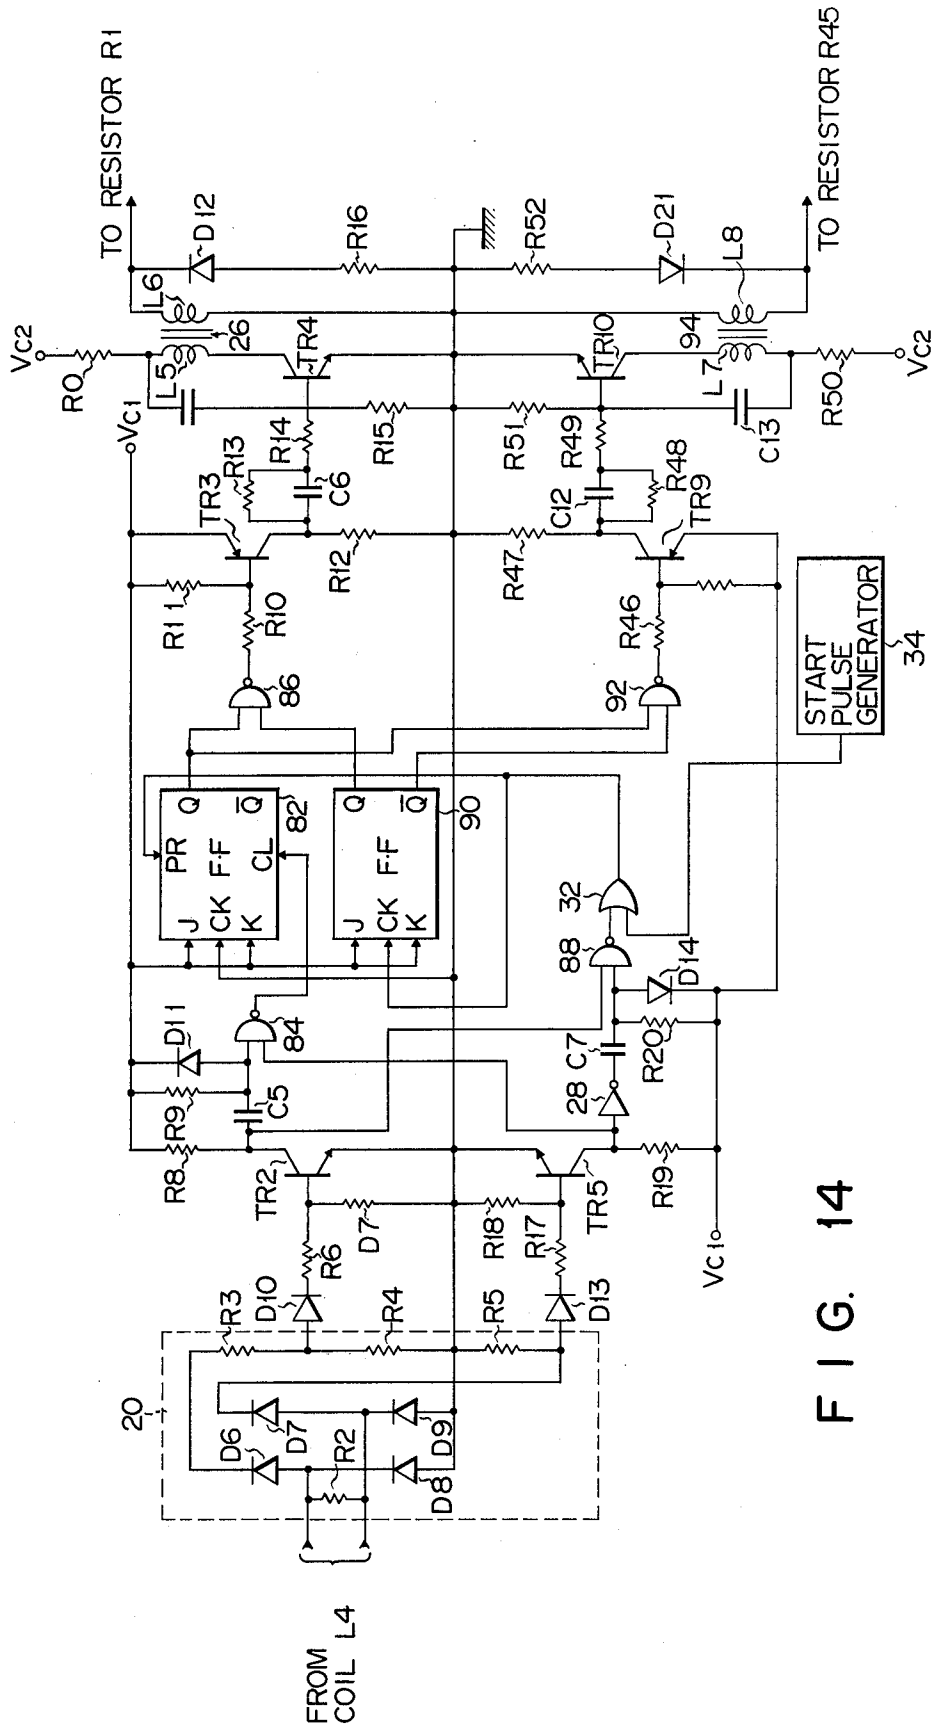 FROM
COIL L4
20
D6
D7
R2
D8
D9
R3
R4
R5
D10
D13
R6
D7
R18
R17
TR2
TR5
R8
R9
D11
C5
84
R19
VC1
28
C7
R20
D14
88
32
J
CK
K
PR
F·F
CL
Q
Q̅
82
J
CK
K
F·F
Q
Q̅
90
START
PULSE
GENERATOR
34
86
92
R10
R11
R46
TR3
R12
R47
TR9
R13
C6
C12
R48
R14
R49
VC1
R15
R51
C13
RO
VC2
L5
26
L6
TR4
TR10
94
L7
L8
R50
VC2
D12
R16
R52
D21
TO RESISTOR R1
TO RESISTOR R45
FIG. 14